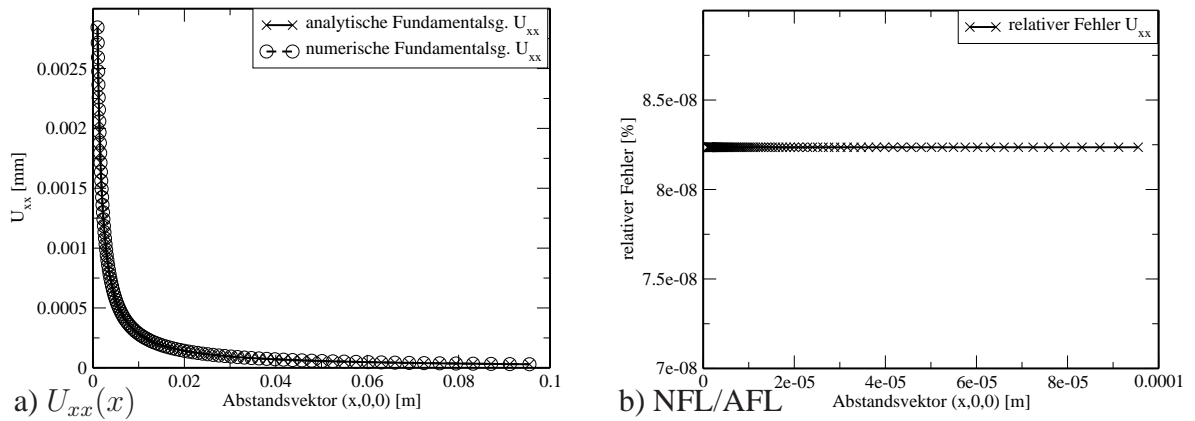 analytische Fundamentalsg. U_xx
numerische Fundamentalsg. U_xx
0.0025
0.002
0.0015
0.001
0.0005
0
U_xx [mm]
0 0.02 0.04 0.06 0.08 0.1
Abstandsvektor (x,0,0) [m]
a) U_xx(x)
relativer Fehler U_xx
8.5e-08
8e-08
7.5e-08
7e-08
relativer Fehler [%]
0 2e-05 4e-05 6e-05 8e-05 0.0001
Abstandsvektor (x,0,0) [m]
b) NFL/AFL